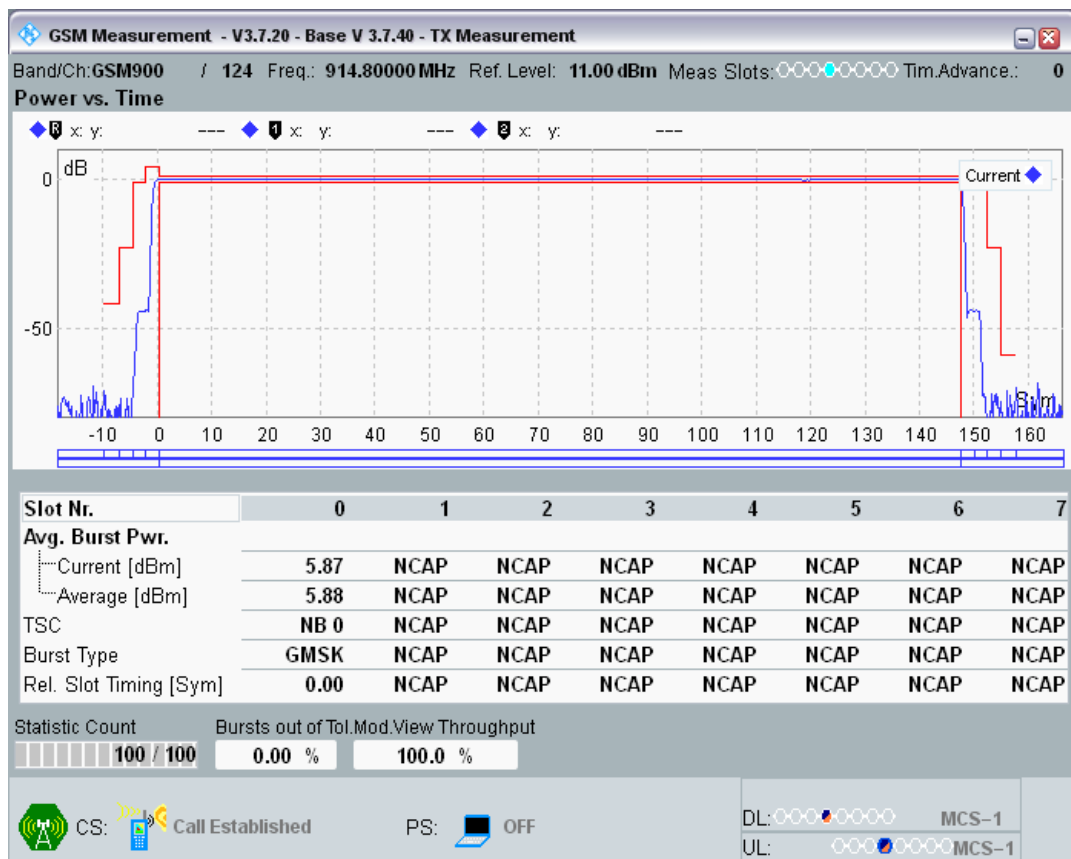 GSM Measurement - V3.7.20 - Base V 3.7.40 - TX Measurement
Band/Ch:GSM900 / 124 Freq.: 914.80000 MHz Ref. Level: 11.00 dBm Meas Slots: Tim.Advance.: 0
Power vs. Time
R x: y: --- 1 x: y: --- 2 x: y: ---
dB
Current
0
-50
Sym
-10 0 10 20 30 40 50 60 70 80 90 100 110 120 130 140 150 160
Slot Nr. 0 1 2 3 4 5 6 7
Avg. Burst Pwr.
Current [dBm] 5.87 NCAP NCAP NCAP NCAP NCAP NCAP NCAP
Average [dBm] 5.88 NCAP NCAP NCAP NCAP NCAP NCAP NCAP
TSC NB 0 NCAP NCAP NCAP NCAP NCAP NCAP NCAP
Burst Type GMSK NCAP NCAP NCAP NCAP NCAP NCAP NCAP
Rel. Slot Timing [Sym] 0.00 NCAP NCAP NCAP NCAP NCAP NCAP NCAP
Statistic Count Bursts out of Tol.Mod.View Throughput
100 / 100 0.00 % 100.0 %
CS: Call Established PS: OFF
DL: MCS-1
UL: MCS-1